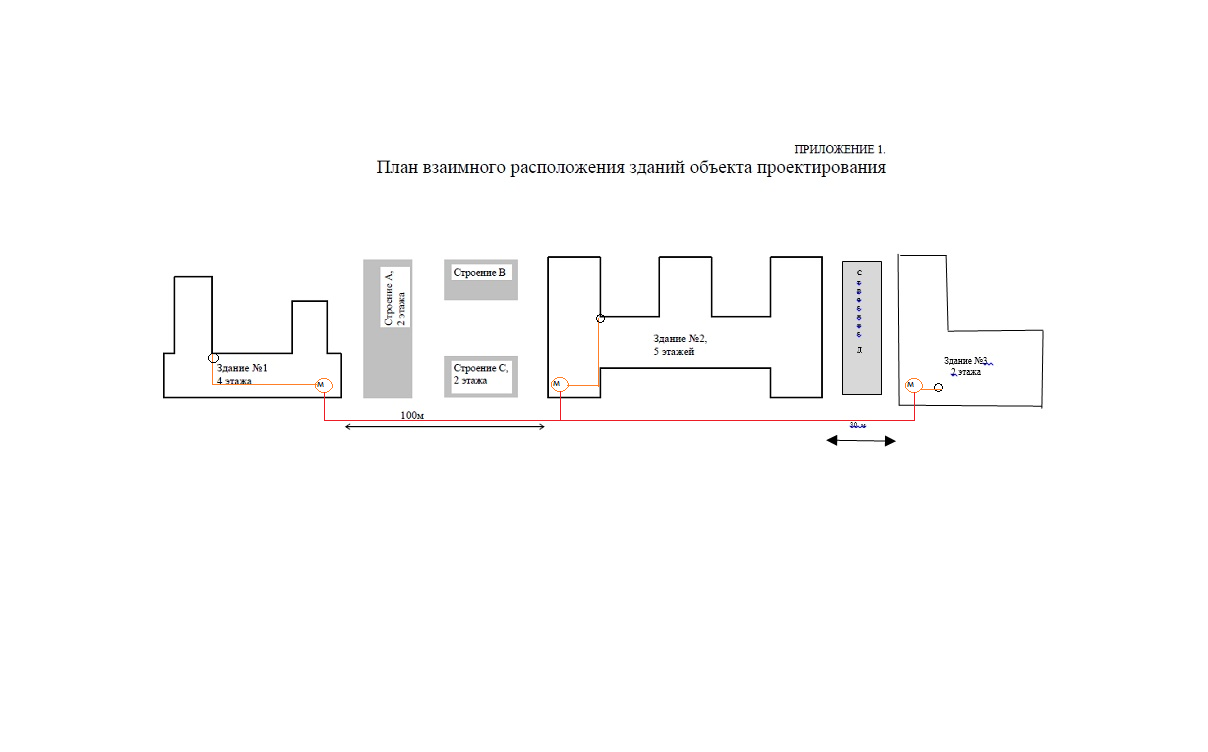 ПРИЛОЖЕНИЕ 1.
План взаимного расположения зданий объекта проектирования
Строение А,
2 этажа
Строение В
Строение С,
2 этажа
Здание №1
4 этажа
М
Здание №2,
5 этажей
М
Здание №3,
2 этажа
М
100м